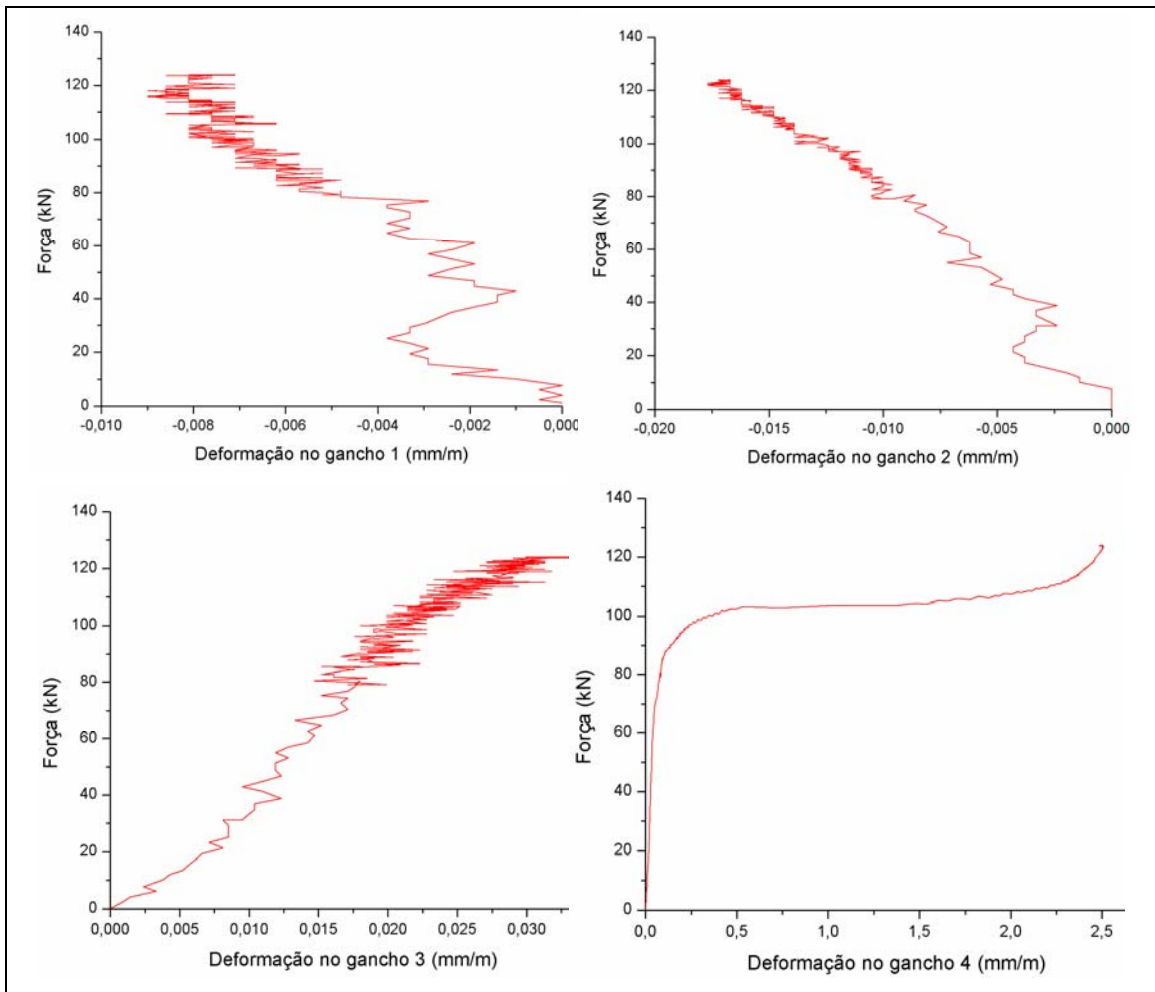 140
120
100
80
60
40
20
0
Força (kN)
-0,010 -0,008 -0,006 -0,004 -0,002 0,000
Deformação no gancho 1 (mm/m)
140
120
100
80
60
40
20
0
Força (kN)
-0,020 -0,015 -0,010 -0,005 0,000
Deformação no gancho 2 (mm/m)
140
120
100
80
60
40
20
0
Força (kN)
0,000 0,005 0,010 0,015 0,020 0,025 0,030
Deformação no gancho 3 (mm/m)
140
120
100
80
60
40
20
0
Força (kN)
0,0 0,5 1,0 1,5 2,0 2,5
Deformação no gancho 4 (mm/m)